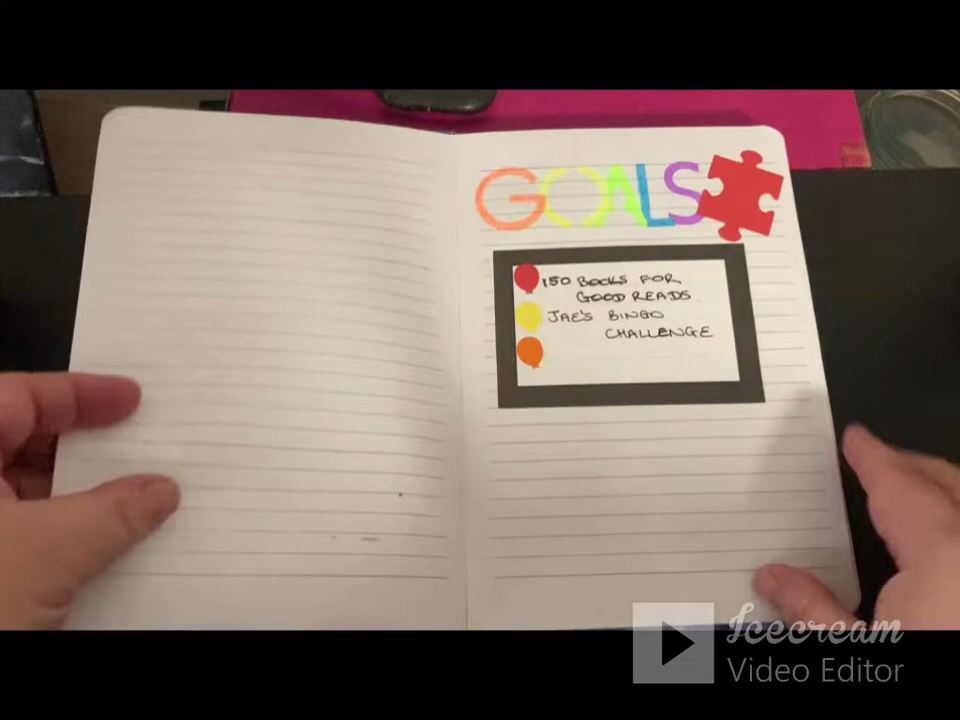 GOALS
150 BOOKS FOR
GOOD READS
JAE'S BINGO
CHALLENGE
Icecream
Video Editor